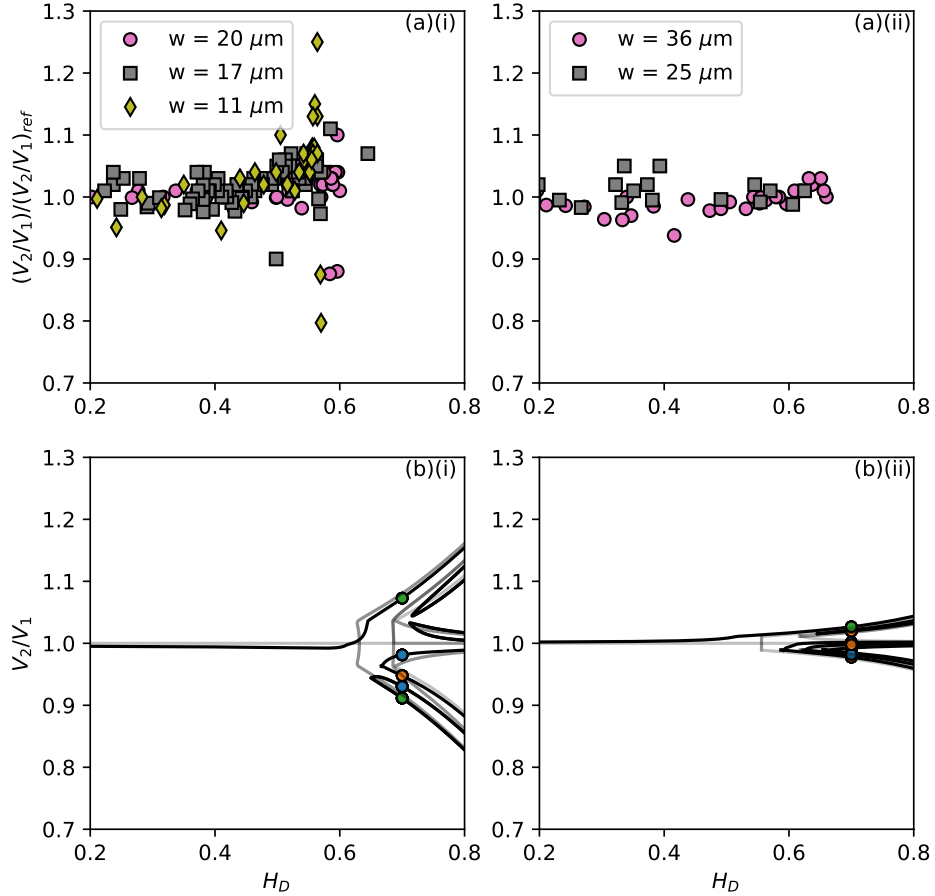 (a)(i)
w = 20 μm
w = 17 μm
w = 11 μm
1.3
1.2
1.1
1.0
0.9
0.8
0.7
(V₂/V₁)/(V₂/V₁)ref
0.2 0.4 0.6 0.8
(a)(ii)
w = 36 μm
w = 25 μm
1.3
1.2
1.1
1.0
0.9
0.8
0.7
0.2 0.4 0.6 0.8
(b)(i)
1.3
1.2
1.1
1.0
0.9
0.8
0.7
V₂/V₁
0.2 0.4 0.6 0.8
H_D
(b)(ii)
1.3
1.2
1.1
1.0
0.9
0.8
0.7
0.2 0.4 0.6 0.8
H_D